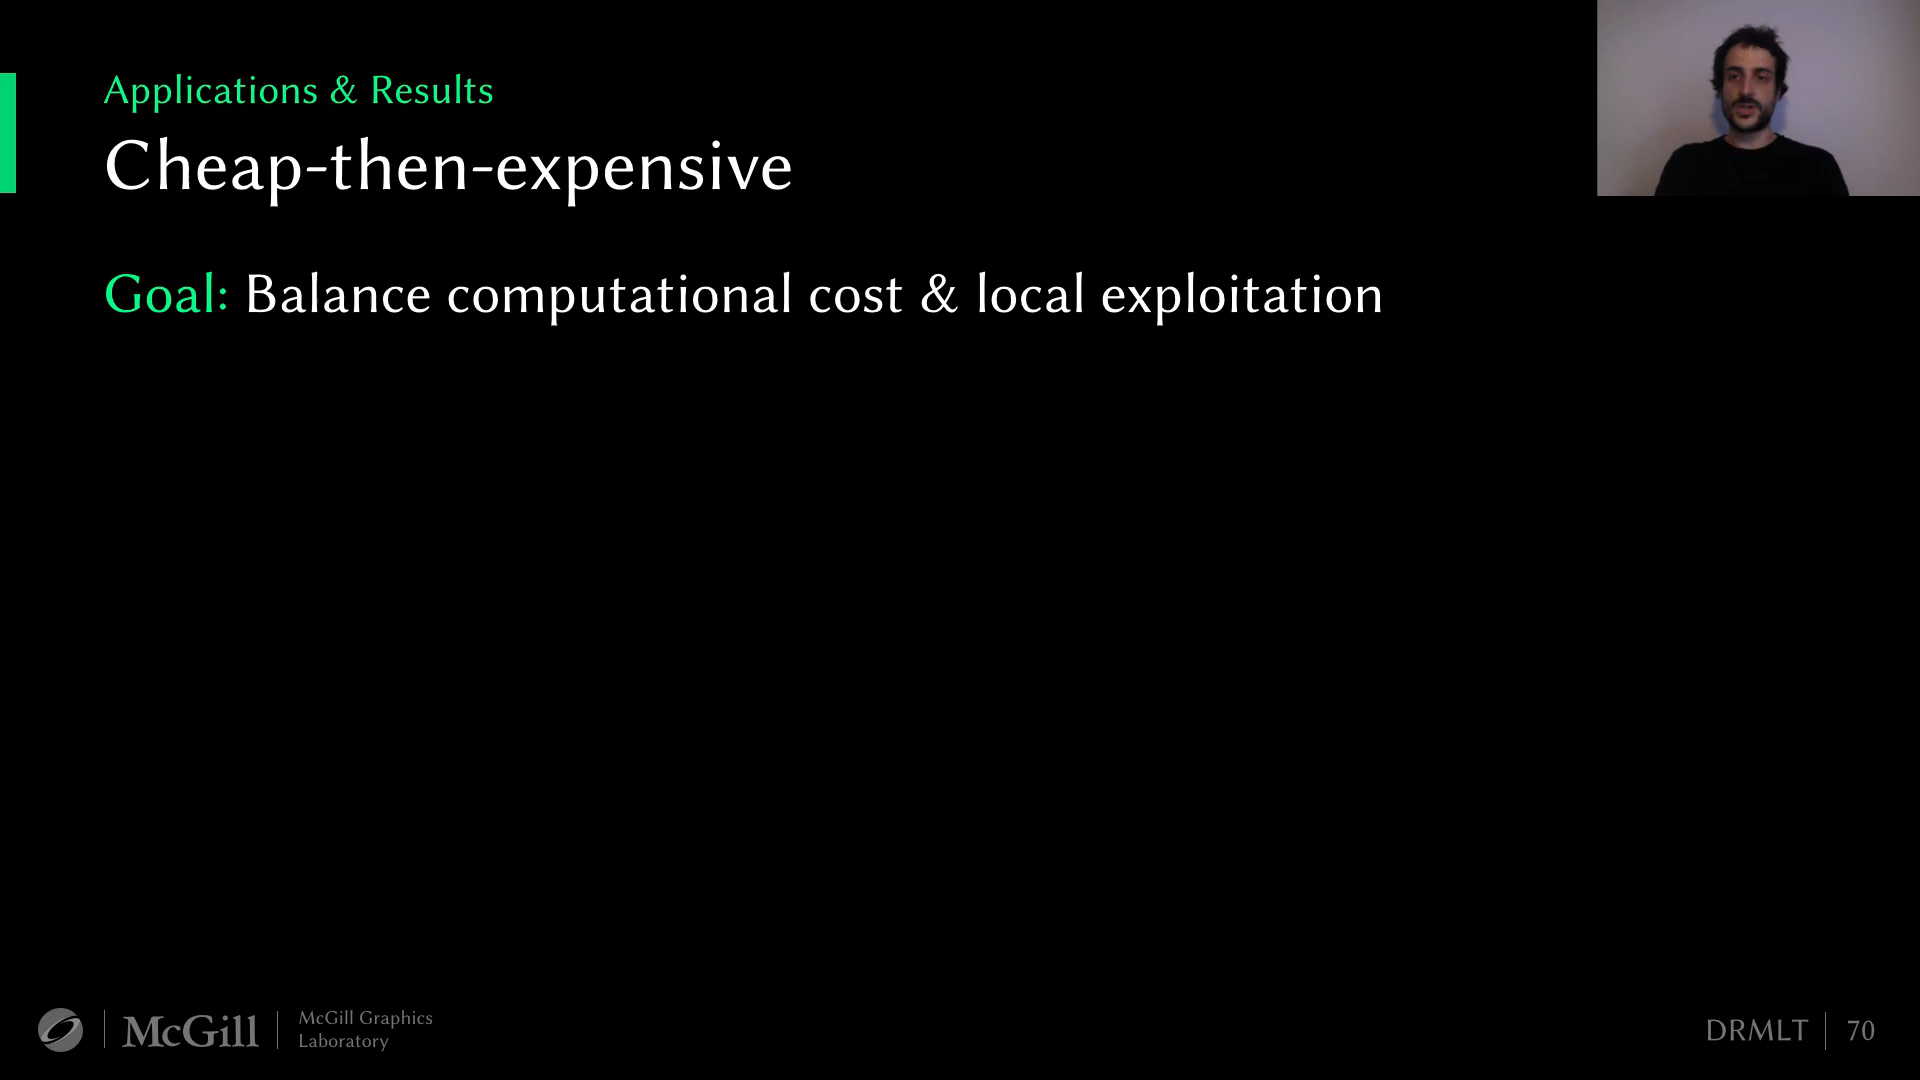 Applications & Results
Cheap-then-expensive
Goal: Balance computational cost & local exploitation
McGill
McGill Graphics
Laboratory
DRMLT
70